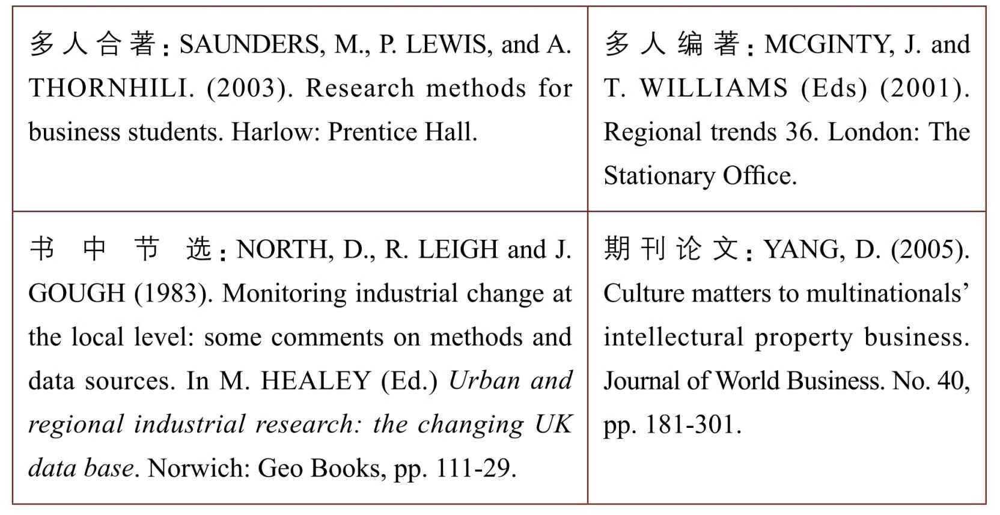 多人合著：SAUNDERS, M., P. LEWIS, and A.
THORNHILI. (2003). Research methods for
business students. Harlow: Prentice Hall.
多人编著：MCGINTY, J. and
T. WILLIAMS (Eds) (2001).
Regional trends 36. London: The
Stationary Office.
书中节选：NORTH, D., R. LEIGH and J.
GOUGH (1983). Monitoring industrial change at
the local level: some comments on methods and
data sources. In M. HEALEY (Ed.) Urban and
regional industrial research: the changing UK
data base. Norwich: Geo Books, pp. 111-29.
期刊论文：YANG, D. (2005).
Culture matters to multinationals’
intellectural property business.
Journal of World Business. No. 40,
pp. 181-301.